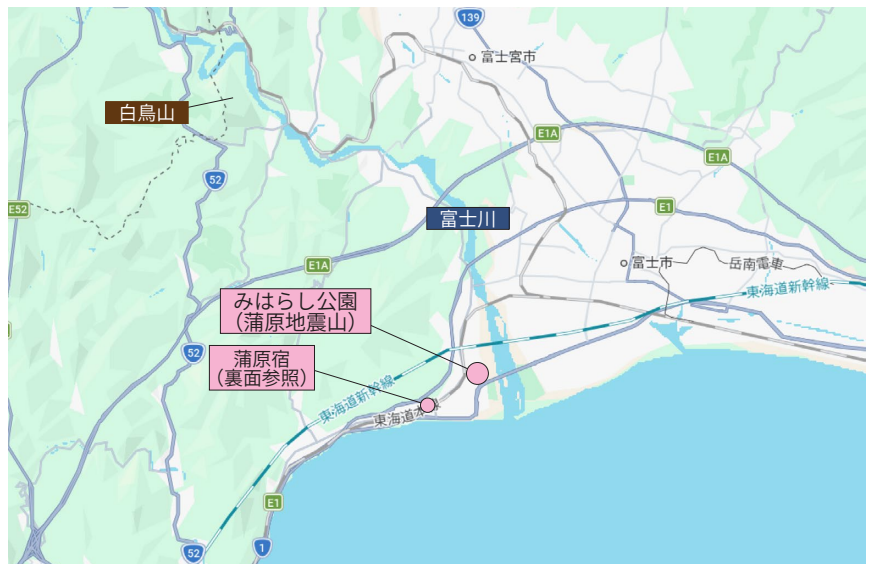 139
富士宮市
白鳥山
E1A
E1A
52
E1
E52
富士川
富士市
岳南電車
E1A
東海道新幹線
みはらし公園
（蒲原地震山）
52
蒲原宿
（裏面参照）
東海道新幹線
東海道本線
E1
52
1